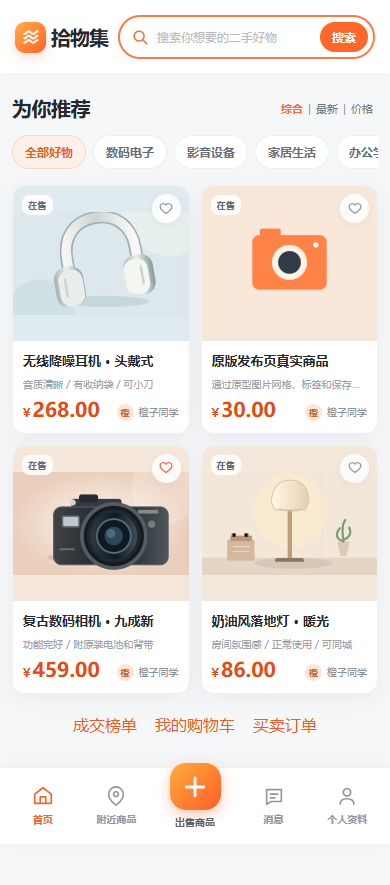 拾物集
搜索你想要的二手好物
搜索
为你推荐
综合 | 最新 | 价格
全部好物
数码电子
影音设备
家居生活
办公
在售
在售
无线降噪耳机 · 头戴式
音质清晰 / 有收纳袋 / 可小刀
¥268.00
橙 橙子同学
原版发布页真实商品
通过原型图片网格、标签和保存...
¥30.00
橙 橙子同学
在售
在售
复古数码相机 · 九成新
功能完好 / 附原装电池和背带
¥459.00
橙 橙子同学
奶油风落地灯 · 暖光
房间氛围感 / 正常使用 / 可同城
¥86.00
橙 橙子同学
成交榜单 我的购物车 买卖订单
首页
附近商品
出售商品
消息
个人资料